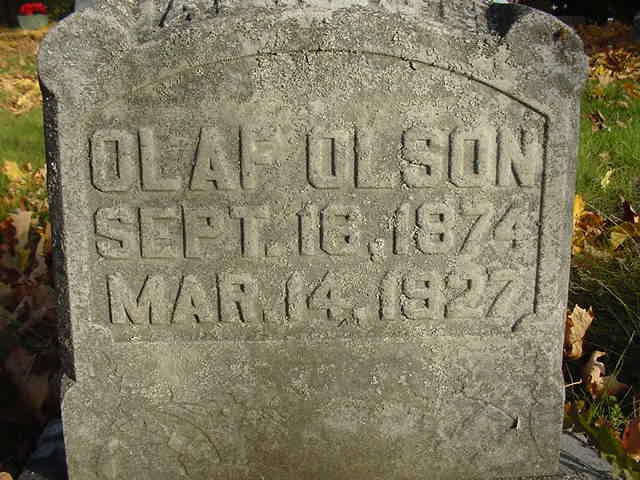 OLAF OLSON
SEPT. 16, 1874
MAR. 14, 1927